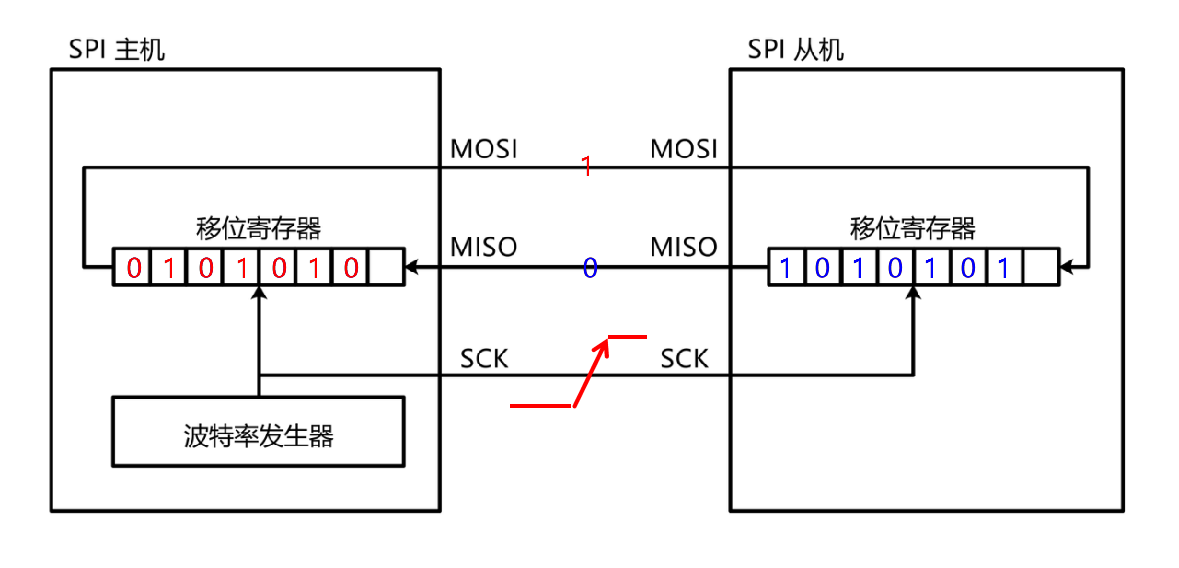 SPI 主机
SPI 从机
MOSI
1
MOSI
移位寄存器
移位寄存器
MISO
MISO
0 1 0 1 0 1 0
0
1 0 1 0 1 0 1
SCK
SCK
波特率发生器